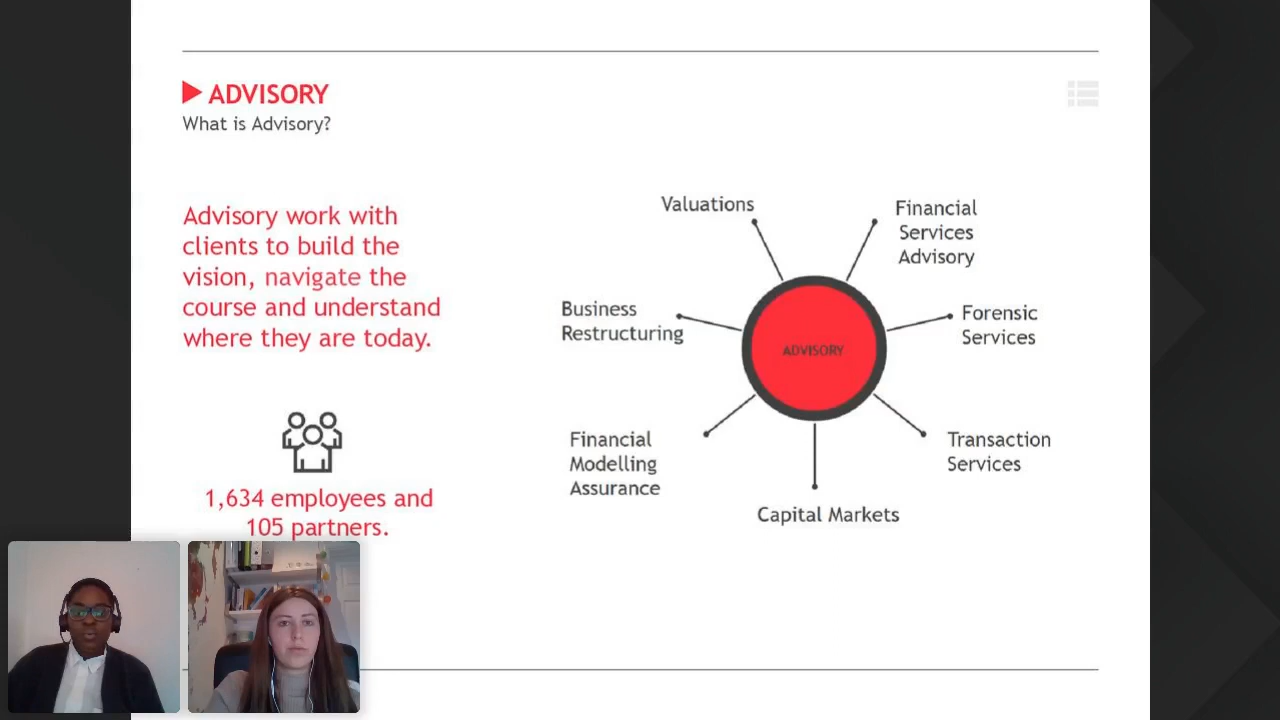 ADVISORY
What is Advisory?
Advisory work with
clients to build the
vision, navigate the
course and understand
where they are today.
1,634 employees and
105 partners.
Valuations
Financial
Services
Advisory
Business
Restructuring
Forensic
Services
ADVISORY
Financial
Modelling
Assurance
Transaction
Services
Capital Markets